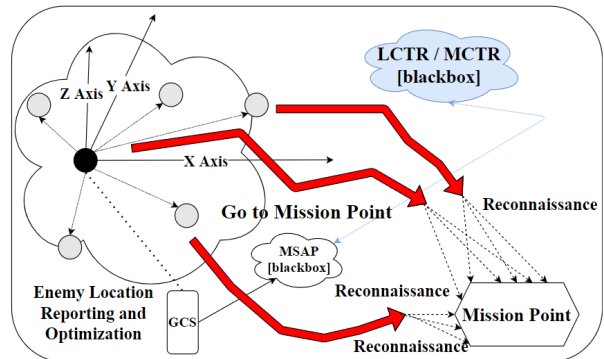 LCTR / MCTR
[blackbox]
Y Axis
Z Axis
X Axis
Reconnaissance
Go to Mission Point
MSAP
[blackbox]
Enemy Location
Reporting and
Optimization
GCS
Reconnaissance
Mission Point
Reconnaissance